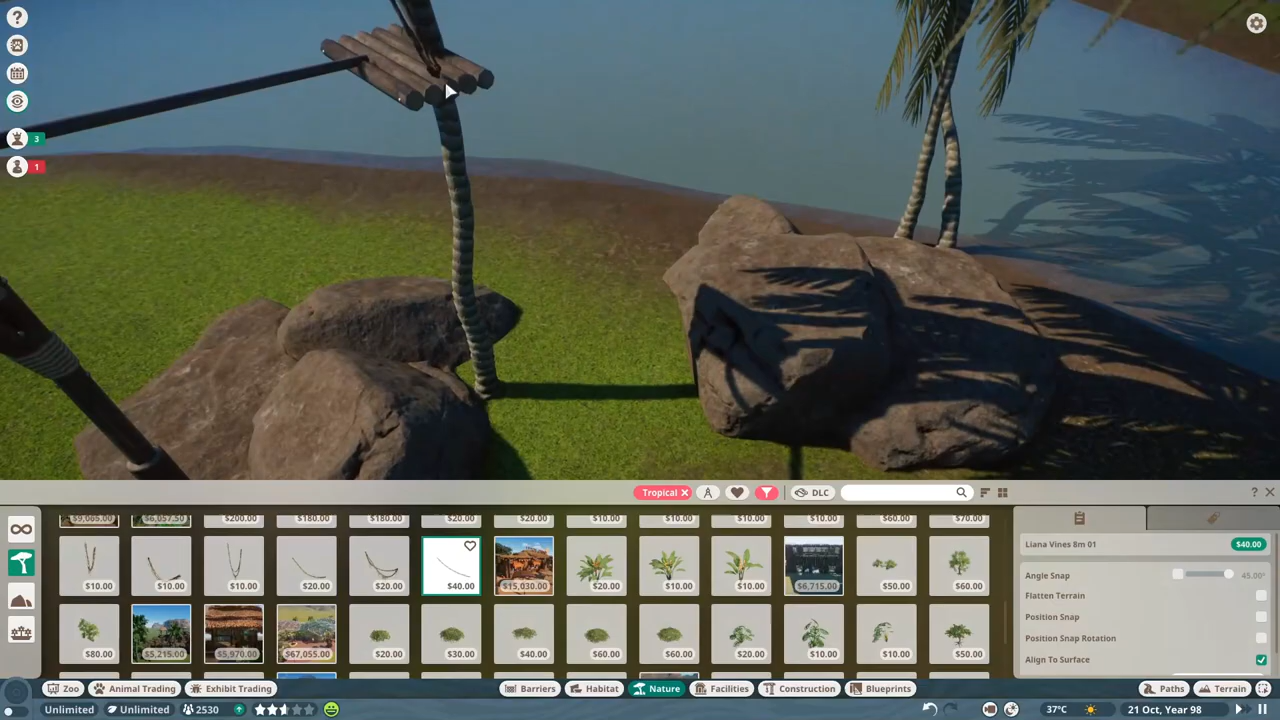 ?
3
1
Tropical ×
DLC
? ×
$9,065.00 $6,057.50 $200.00 $180.00 $180.00 $20.00 $20.00 $10.00 $10.00 $10.00 $10.00 $60.00 $70.00
$10.00 $10.00 $10.00 $20.00 $20.00 $40.00 $15,030.00 $20.00 $10.00 $10.00 $6,715.00 $50.00 $60.00
$80.00 $5,215.00 $5,970.00 $67,055.00 $20.00 $30.00 $40.00 $60.00 $60.00 $20.00 $10.00 $10.00 $50.00
Liana Vines 8m 01 $40.00
Angle Snap 45.00°
Flatten Terrain
Position Snap
Position Snap Rotation
Align To Surface
Zoo Animal Trading Exhibit Trading Barriers Habitat Nature Facilities Construction Blueprints Paths Terrain
Unlimited Unlimited 2530 37°C 21 Oct, Year 98